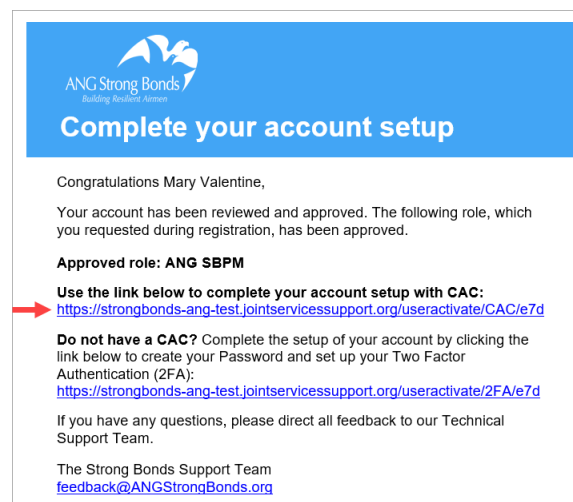 ANG Strong Bonds
Building Resilient Airmen
Complete your account setup
Congratulations Mary Valentine,
Your account has been reviewed and approved. The following role, which
you requested during registration, has been approved.
Approved role: ANG SBPM
Use the link below to complete your account setup with CAC:
https://strongbonds-ang-test.jointservicessupport.org/useractivate/CAC/e7d
Do not have a CAC? Complete the setup of your account by clicking the
link below to create your Password and set up your Two Factor
Authentication (2FA):
https://strongbonds-ang-test.jointservicessupport.org/useractivate/2FA/e7d
If you have any questions, please direct all feedback to our Technical
Support Team.
The Strong Bonds Support Team
feedback@ANGStrongBonds.org